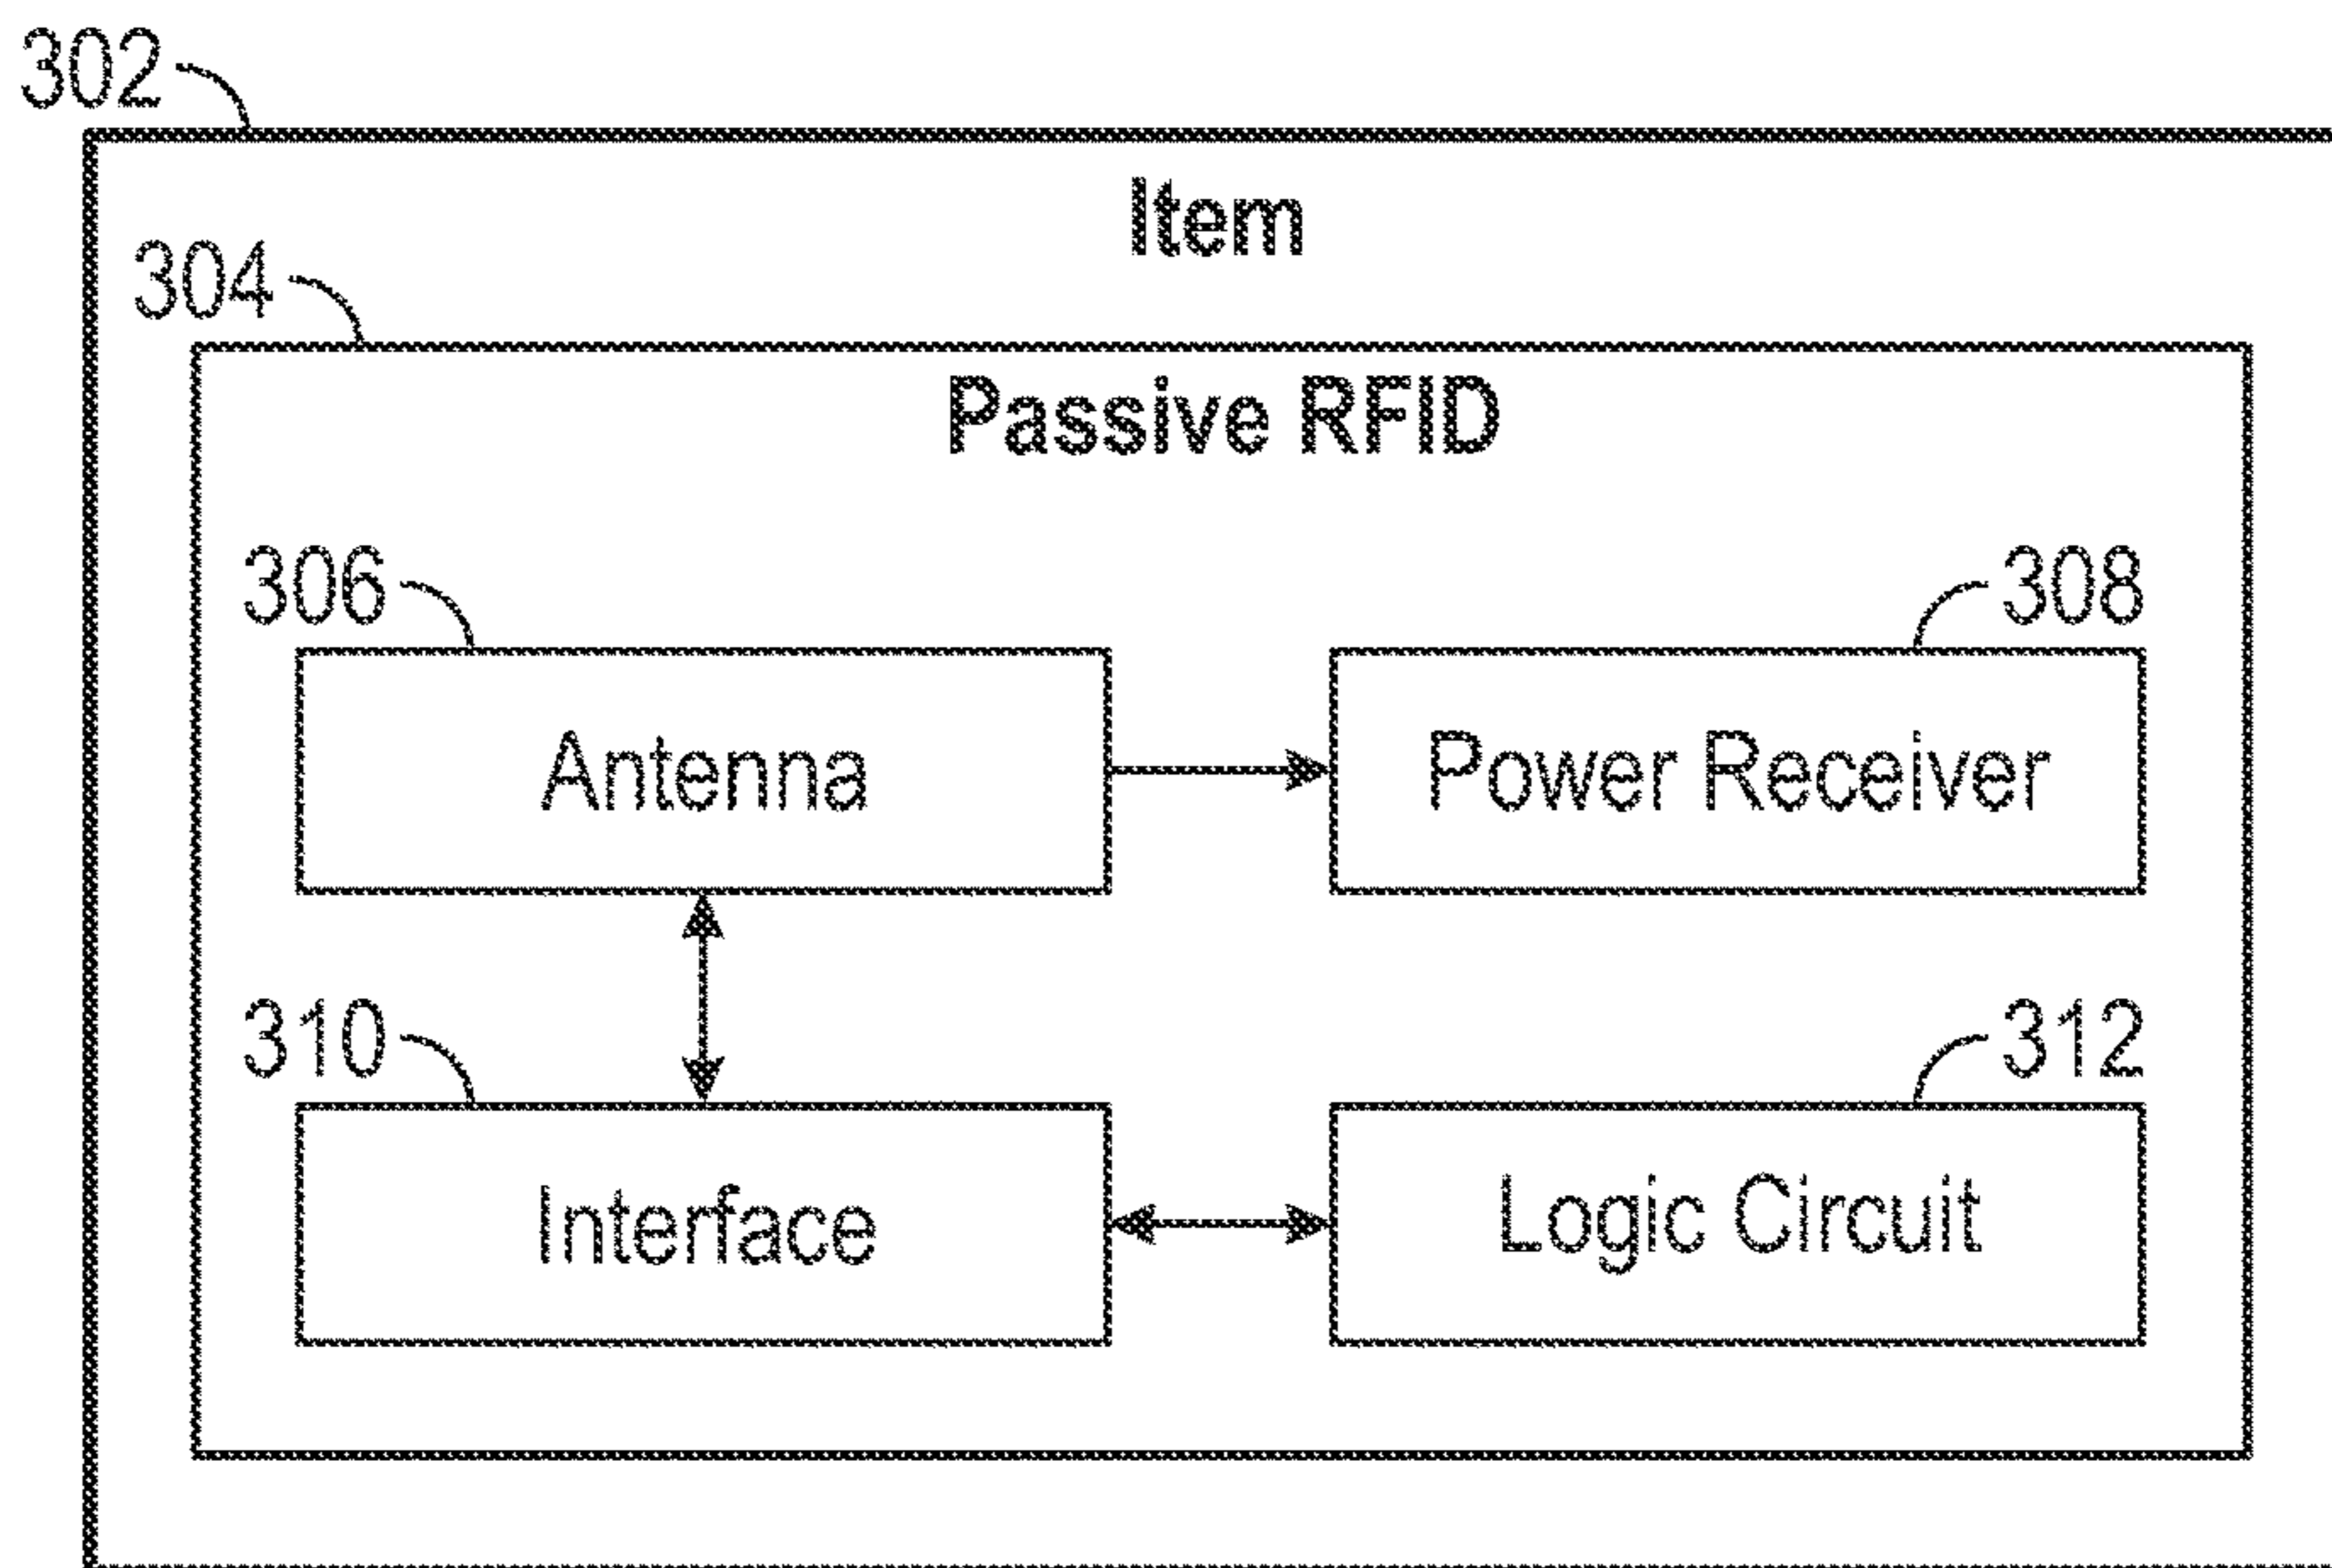 302
Item
304
Passive RFID
306
308
Antenna
Power Receiver
310
312
Interface
Logic Circuit